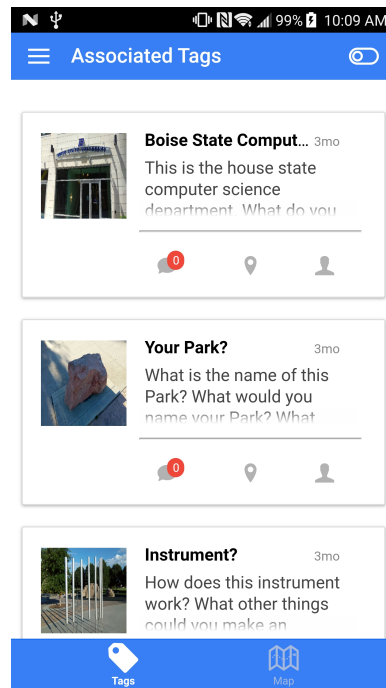 99% 10:09 AM
Associated Tags
Boise State Comput... 3mo
This is the house state
computer science
department. What do you
0
Your Park? 3mo
What is the name of this
Park? What would you
name your Park? What
0
Instrument? 3mo
How does this instrument
work? What other things
could you make an
Tags Map